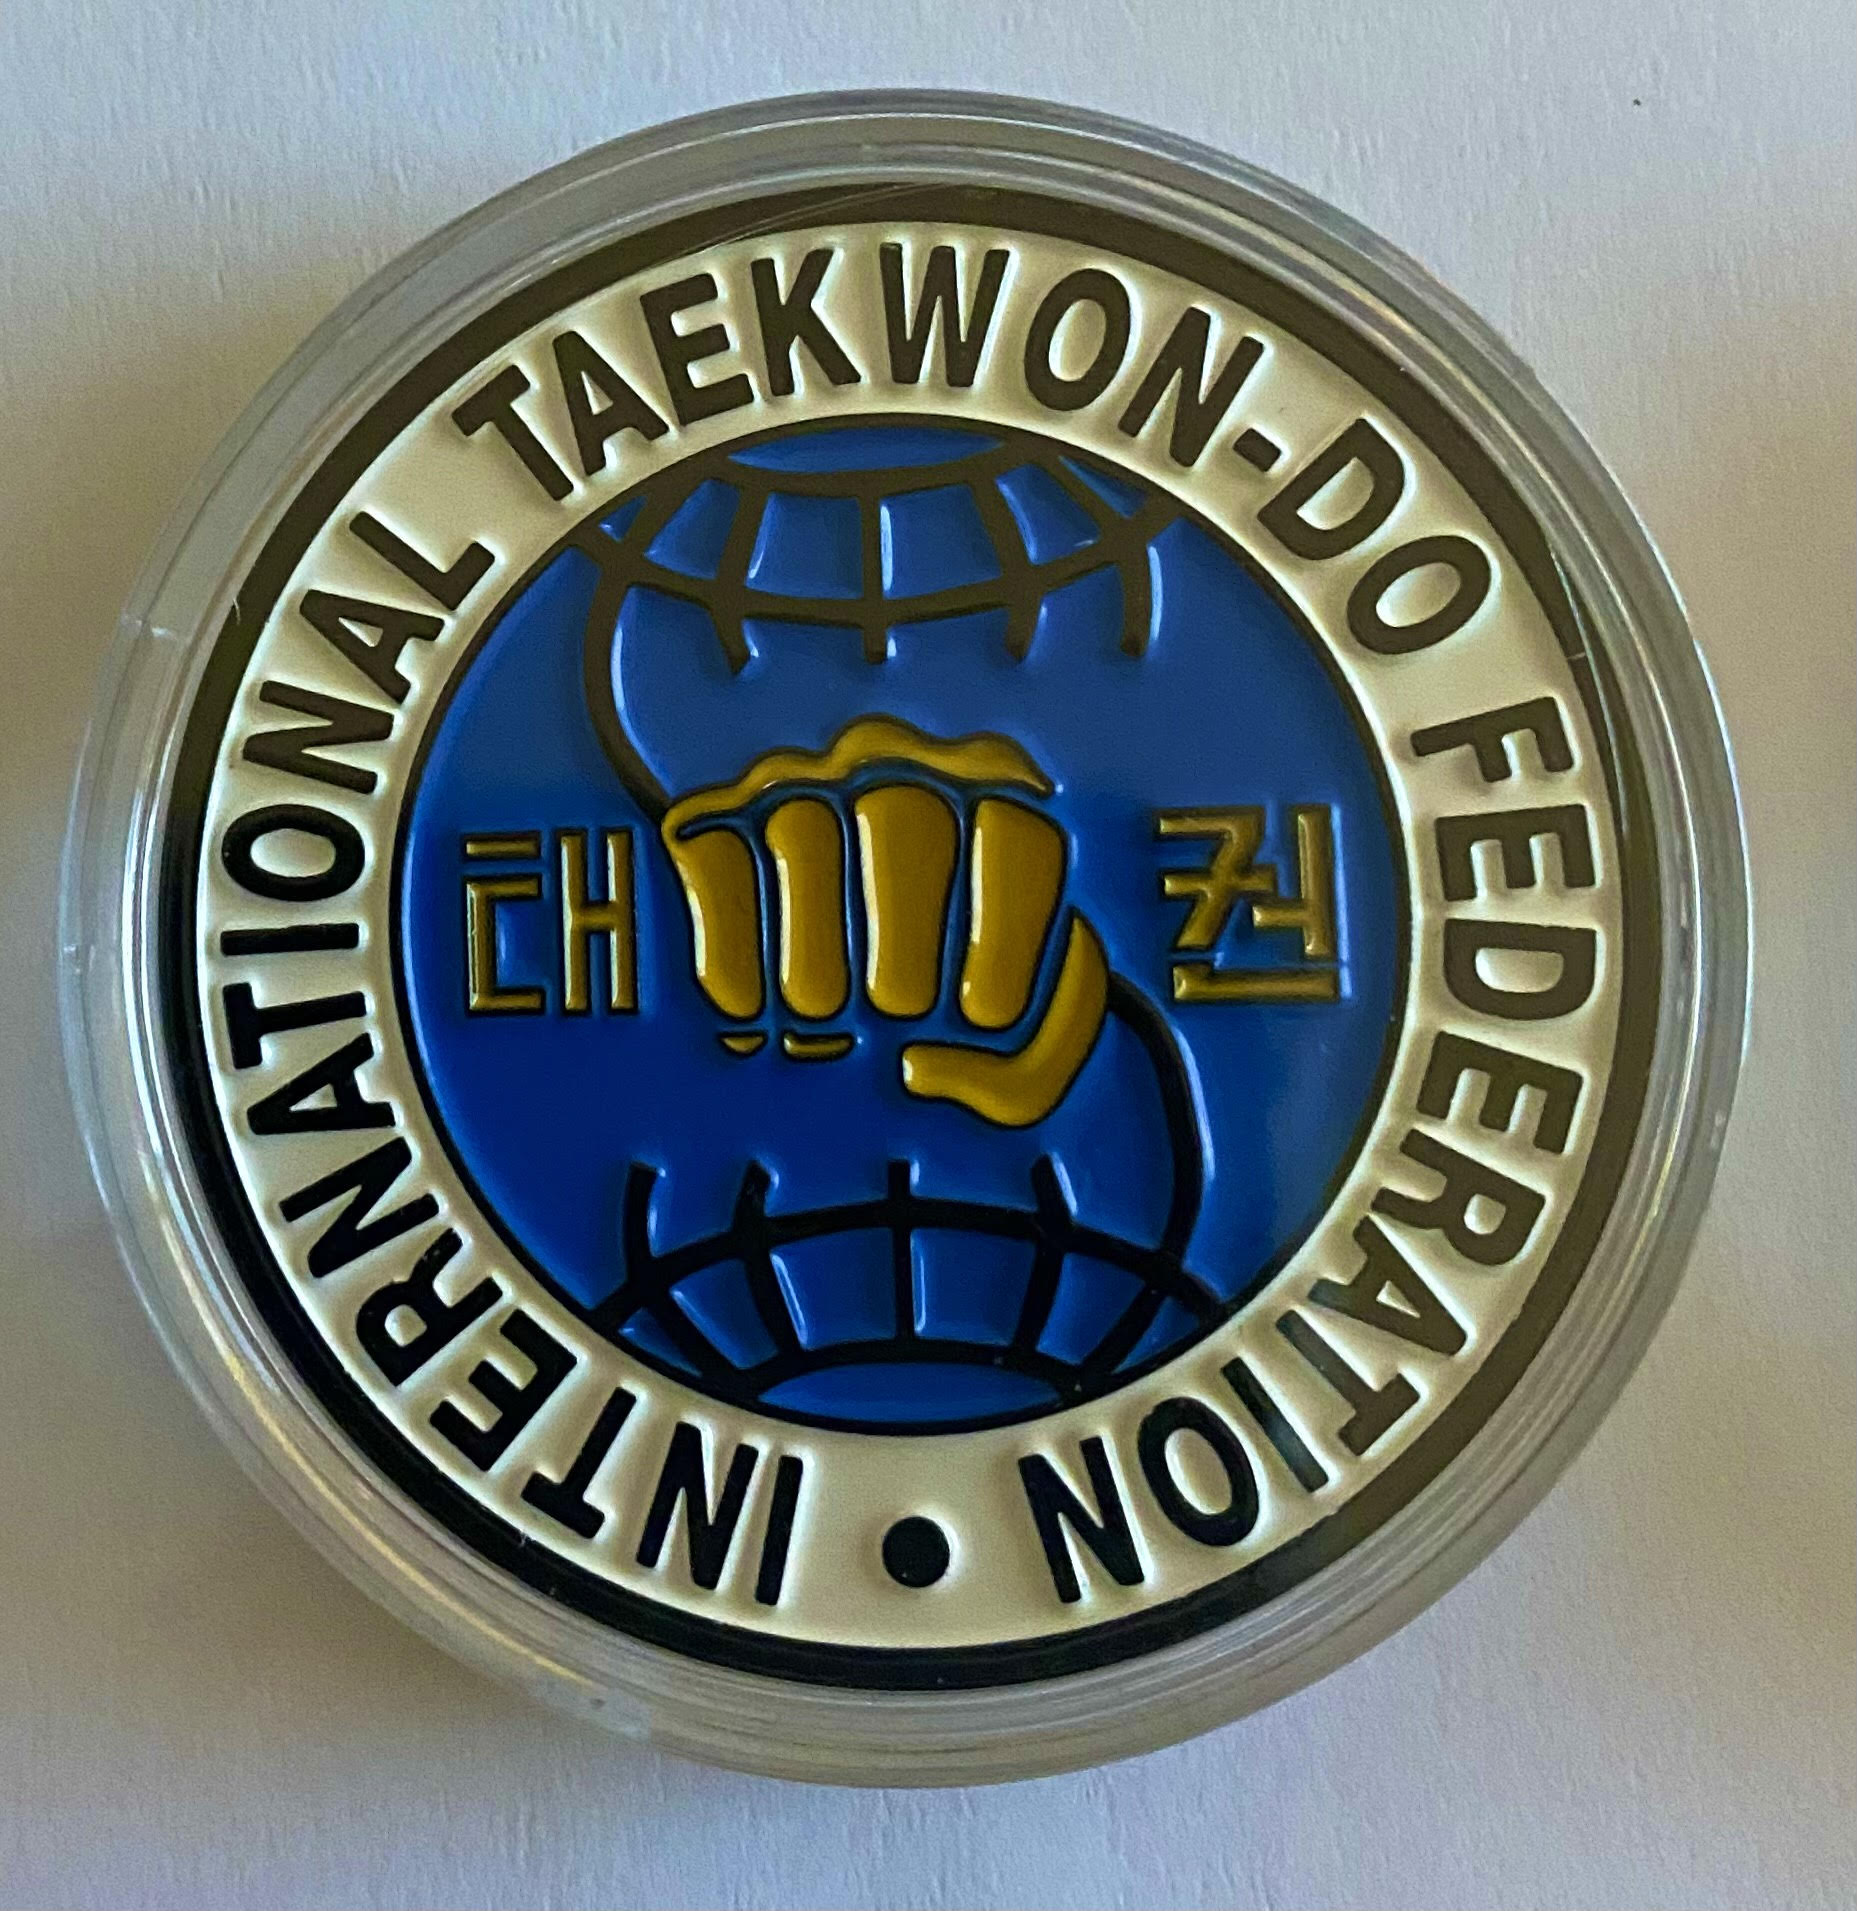 INTERNATIONAL TAEKWON-DO FEDERATION •
태 권